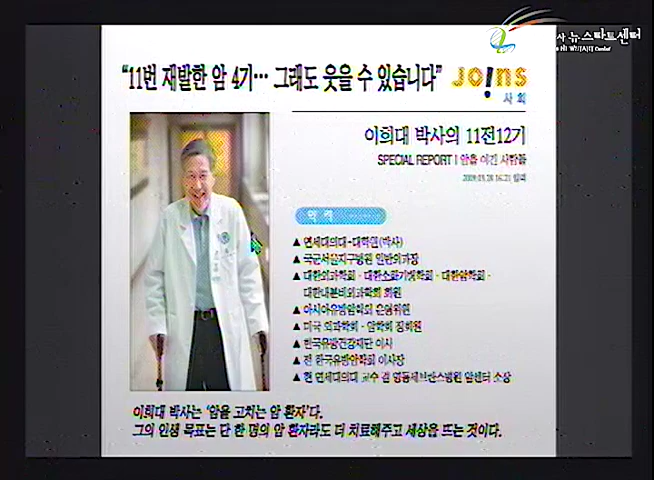 뉴스타트센터
“11번 재발한 암 4기… 그래도 웃을 수 있습니다”
JO!NS
사회
이희대 박사의 11전12기
SPECIAL REPORT | 암을 이긴 사람들
약 력
▲ 연세대의대-대학원(박사)
▲ 국군서울지구병원 일반외과장
▲ 대한외과학회 · 대한소화기병학회 · 대한암학회 ·
대한내분비외과학회 회원
▲ 아시아유방암학회 운영위원
▲ 미국 외과학회 · 암학회 정회원
▲ 한국유방건강재단 이사
▲ 전 한국유방암학회 이사장
▲ 현 연세대의대 교수 겸 영동세브란스병원 암센터 소장
이희대 박사는 ‘암을 고치는 암 환자’다.
그의 인생 목표는 단 한 명의 암 환자라도 더 치료해주고 세상을 뜨는 것이다.